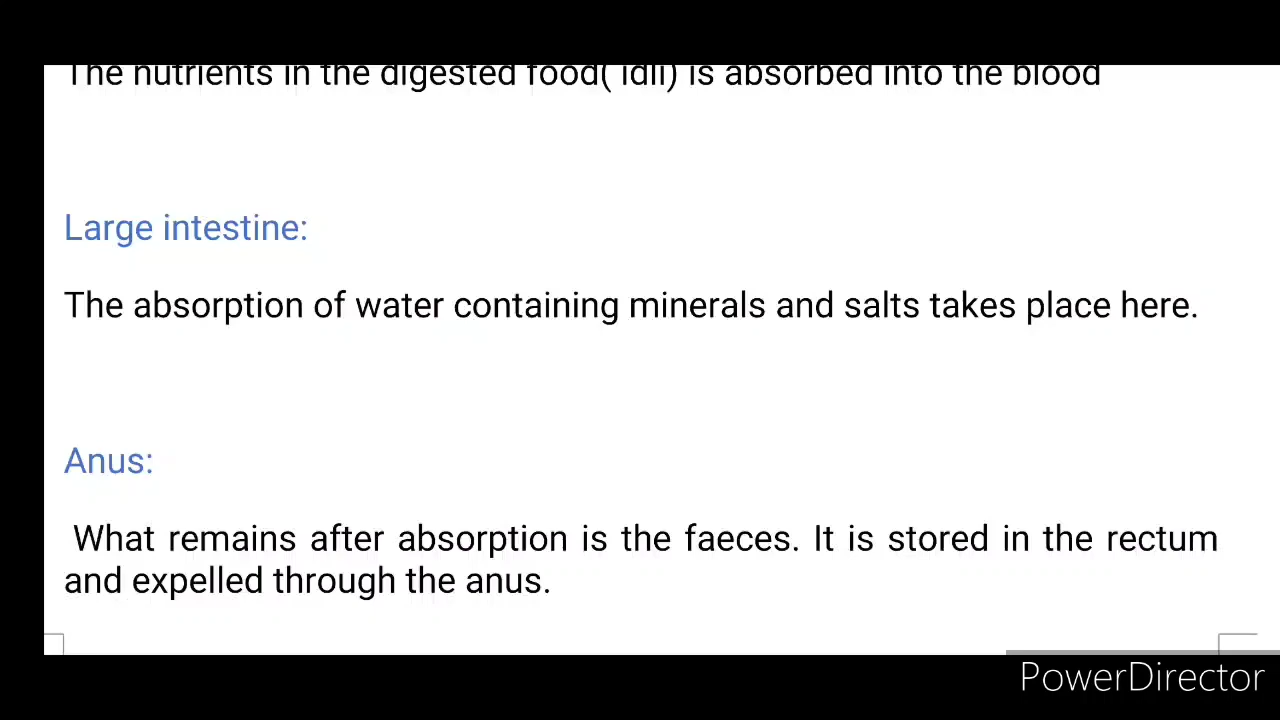 The nutrients in the digested food( idli) is absorbed into the blood
Large intestine:
The absorption of water containing minerals and salts takes place here.
Anus:
What remains after absorption is the faeces. It is stored in the rectum
and expelled through the anus.
PowerDirector